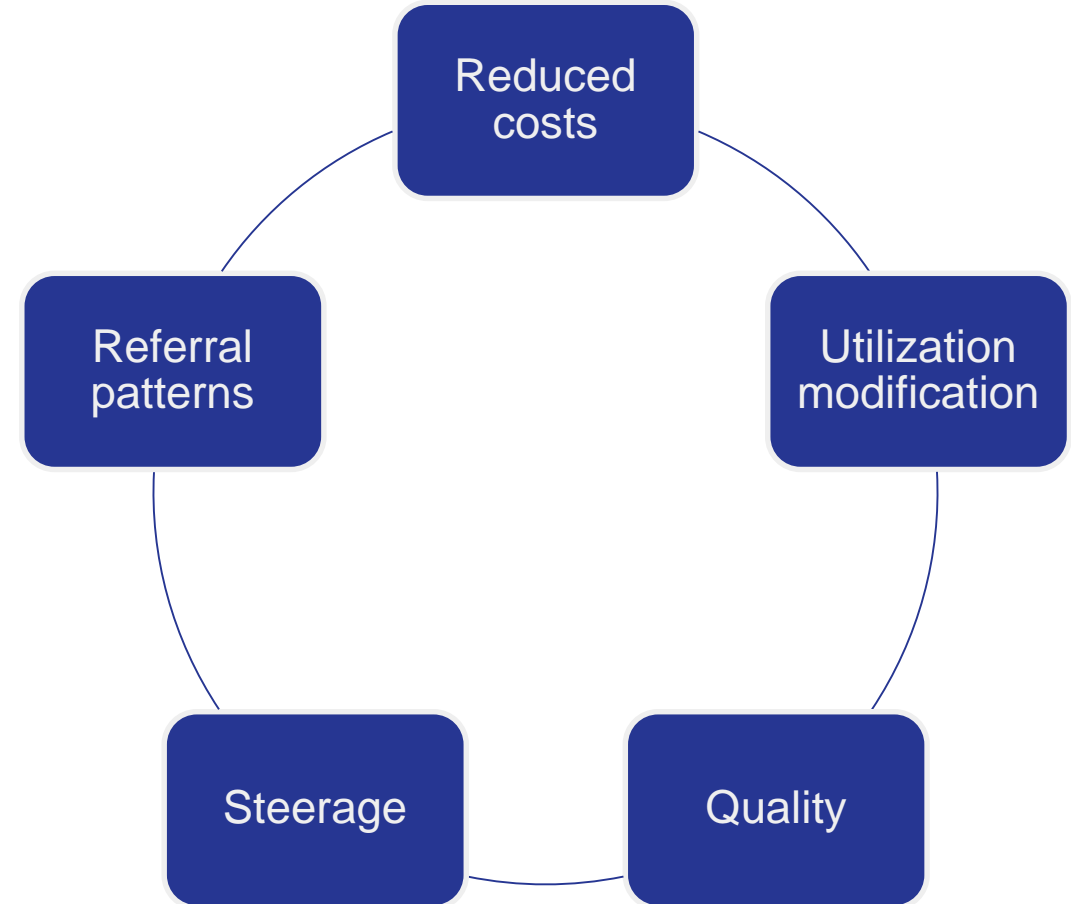 Reduced
costs
Utilization
modification
Quality
Steerage
Referral
patterns